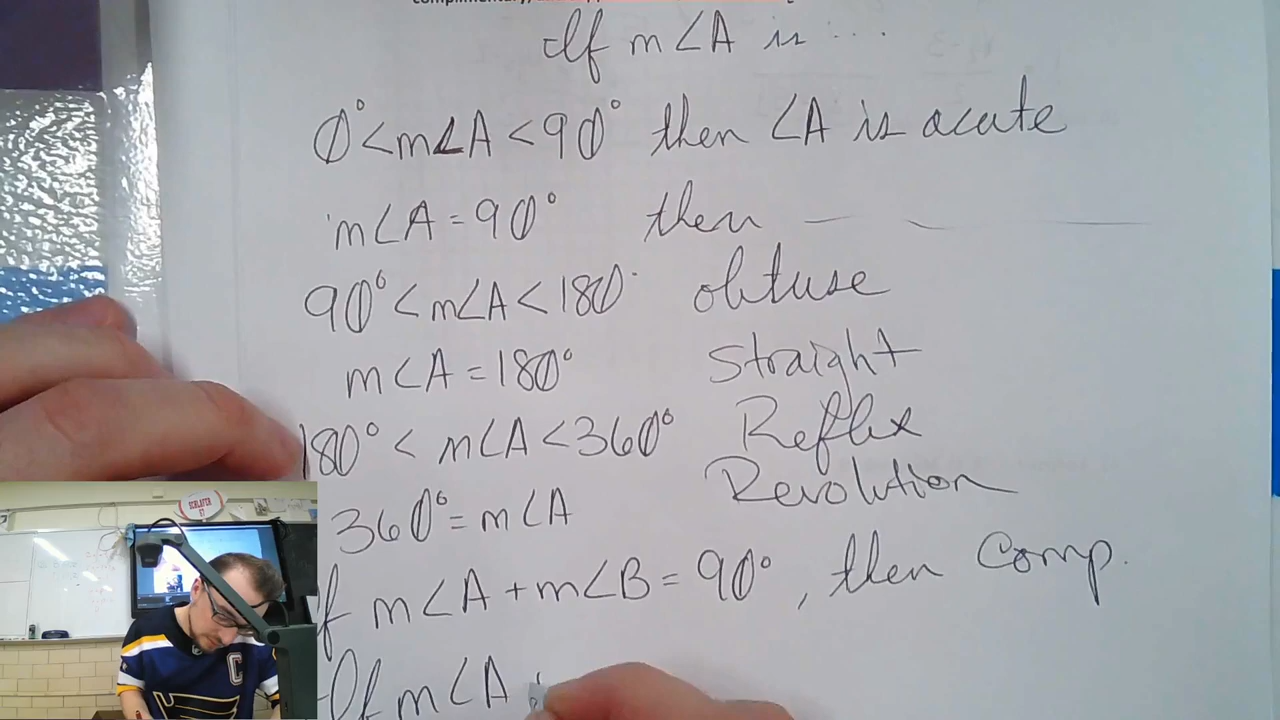 If m∠A is ...
0° < m∠A < 90° then ∠A is acute
m∠A = 90° then
90° < m∠A < 180° obtuse
m∠A = 180° straight
180° < m∠A < 360° Reflex
360° = m∠A Revolution
If m∠A + m∠B = 90°, then Comp.
If m∠A
C